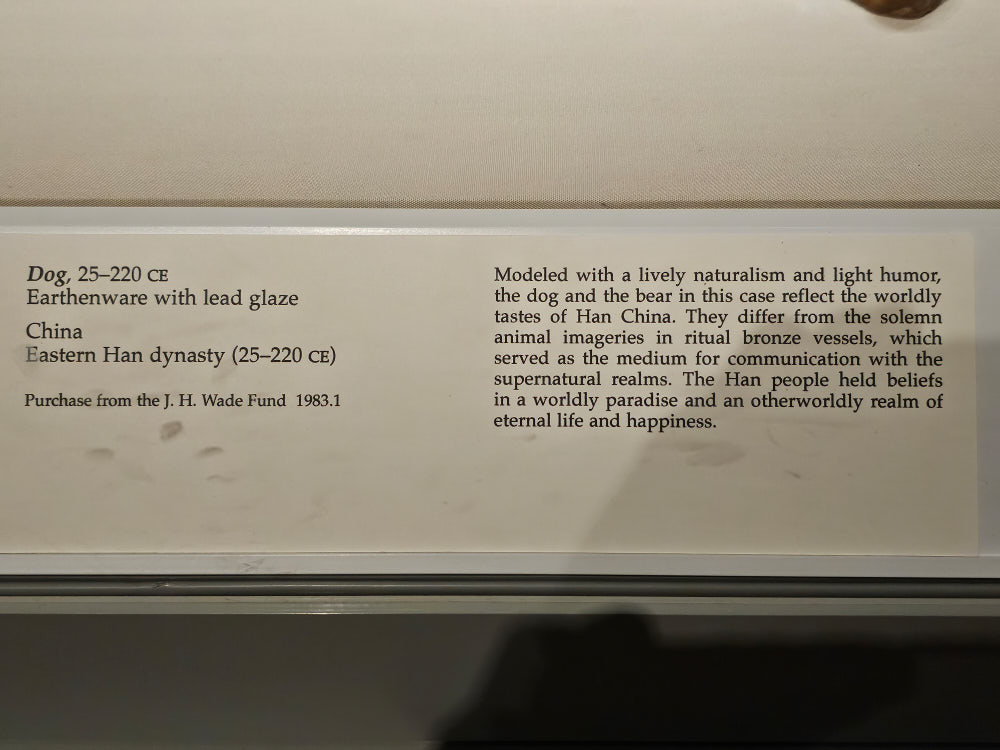 Dog, 25–220 CE
Earthenware with lead glaze
China
Eastern Han dynasty (25–220 CE)
Purchase from the J. H. Wade Fund 1983.1
Modeled with a lively naturalism and light humor,
the dog and the bear in this case reflect the worldly
tastes of Han China. They differ from the solemn
animal imageries in ritual bronze vessels, which
served as the medium for communication with the
supernatural realms. The Han people held beliefs
in a worldly paradise and an otherworldly realm of
eternal life and happiness.